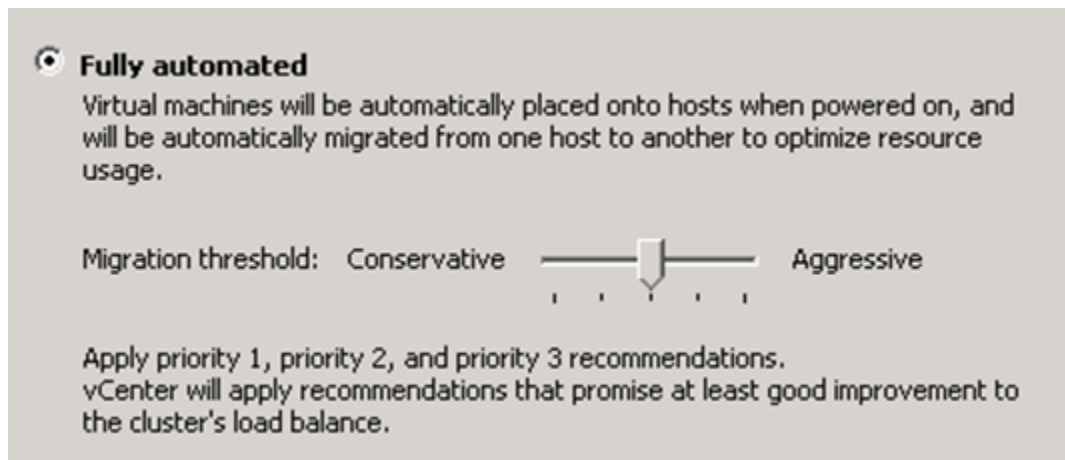 Fully automated
Virtual machines will be automatically placed onto hosts when powered on, and
will be automatically migrated from one host to another to optimize resource
usage.
Migration threshold: Conservative Aggressive
Apply priority 1, priority 2, and priority 3 recommendations.
vCenter will apply recommendations that promise at least good improvement to
the cluster's load balance.